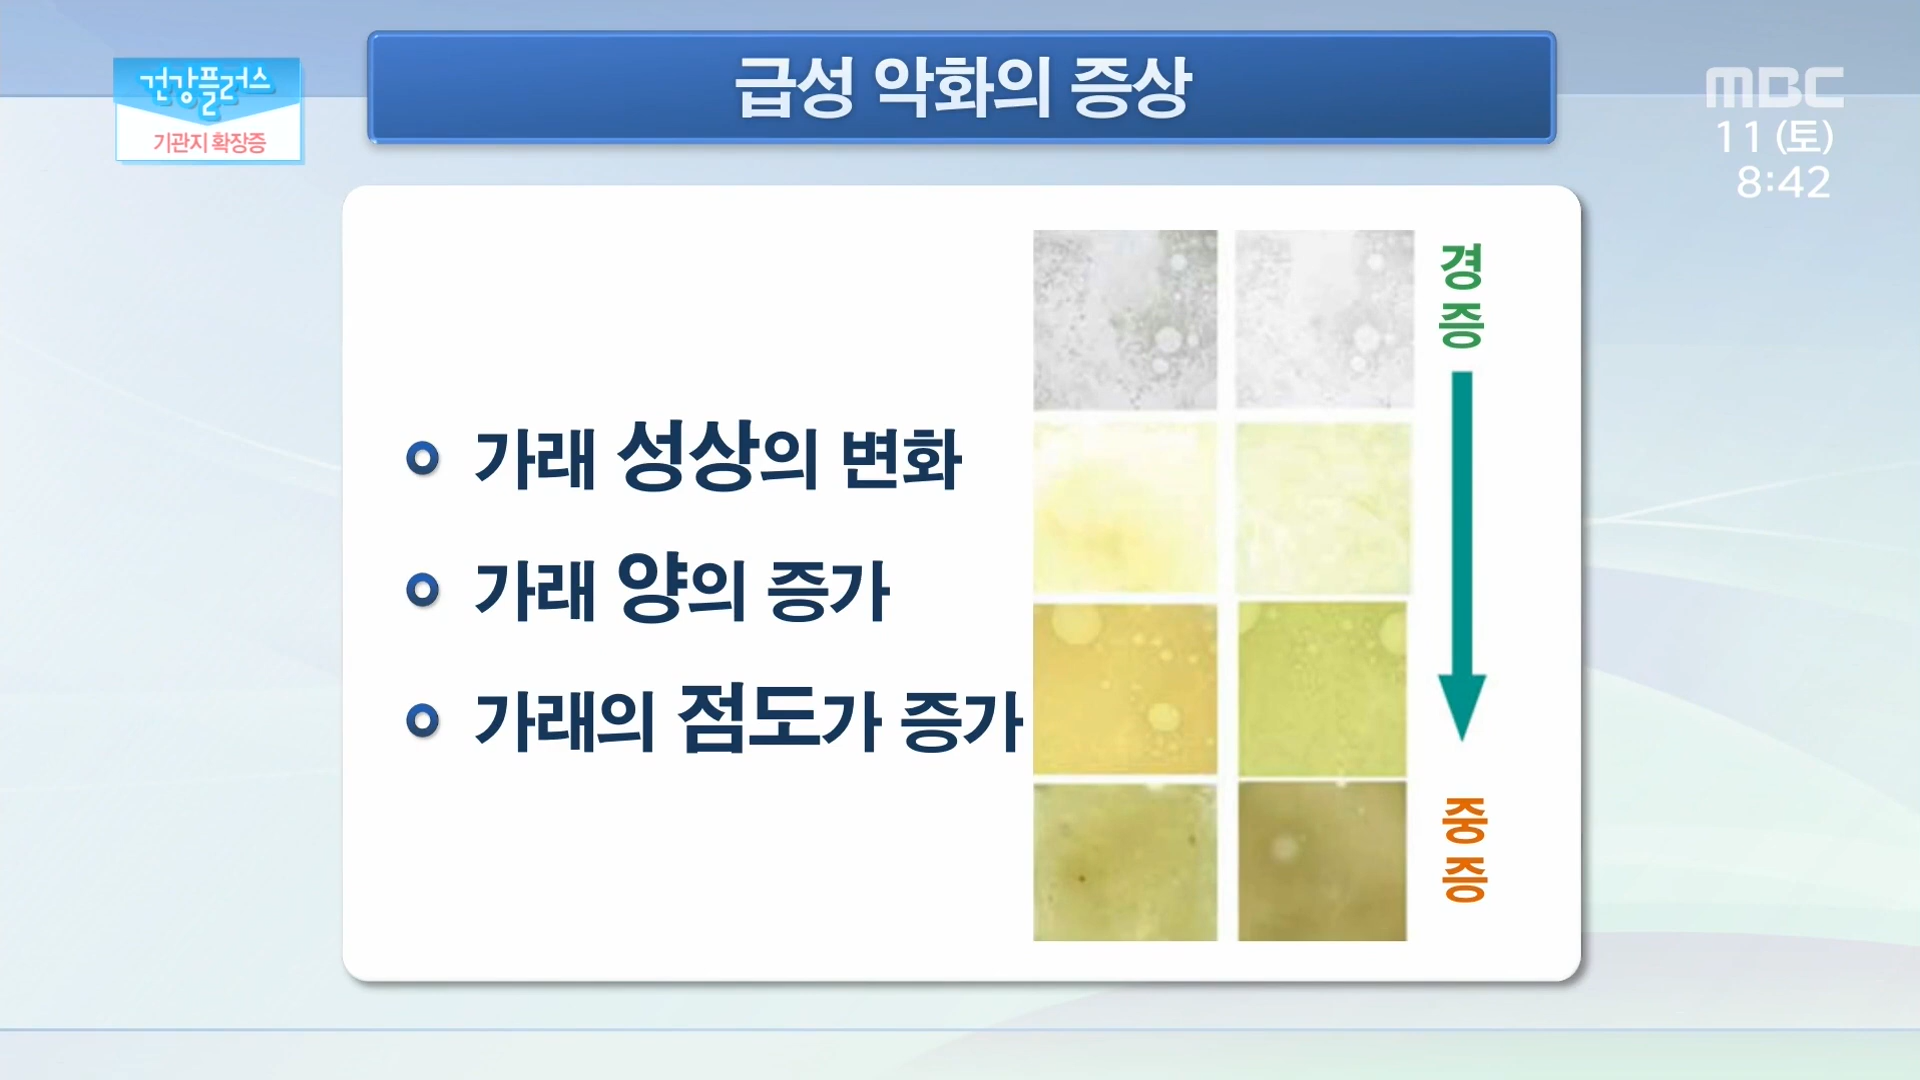 건강플러스
기관지 확장증
급성 악화의 증상
MBC
11 (토)
8:42
가래 성상의 변화
가래 양의 증가
가래의 점도가 증가
경증
중증